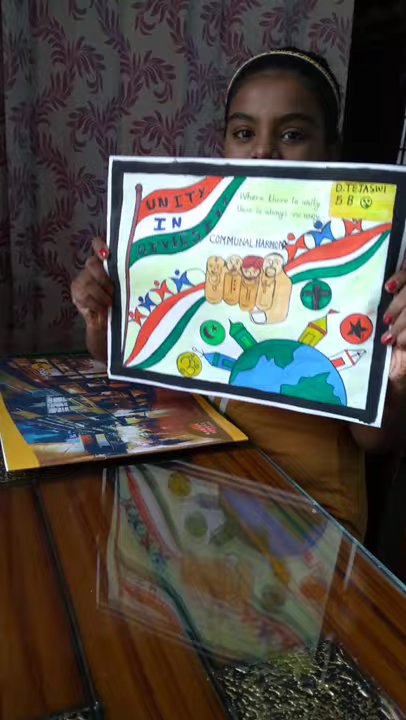 UNITY
IN
DIVERSITY
Where there is unity
there is always victory
D.TEJASWI
5 B
COMMUNAL HARMONY